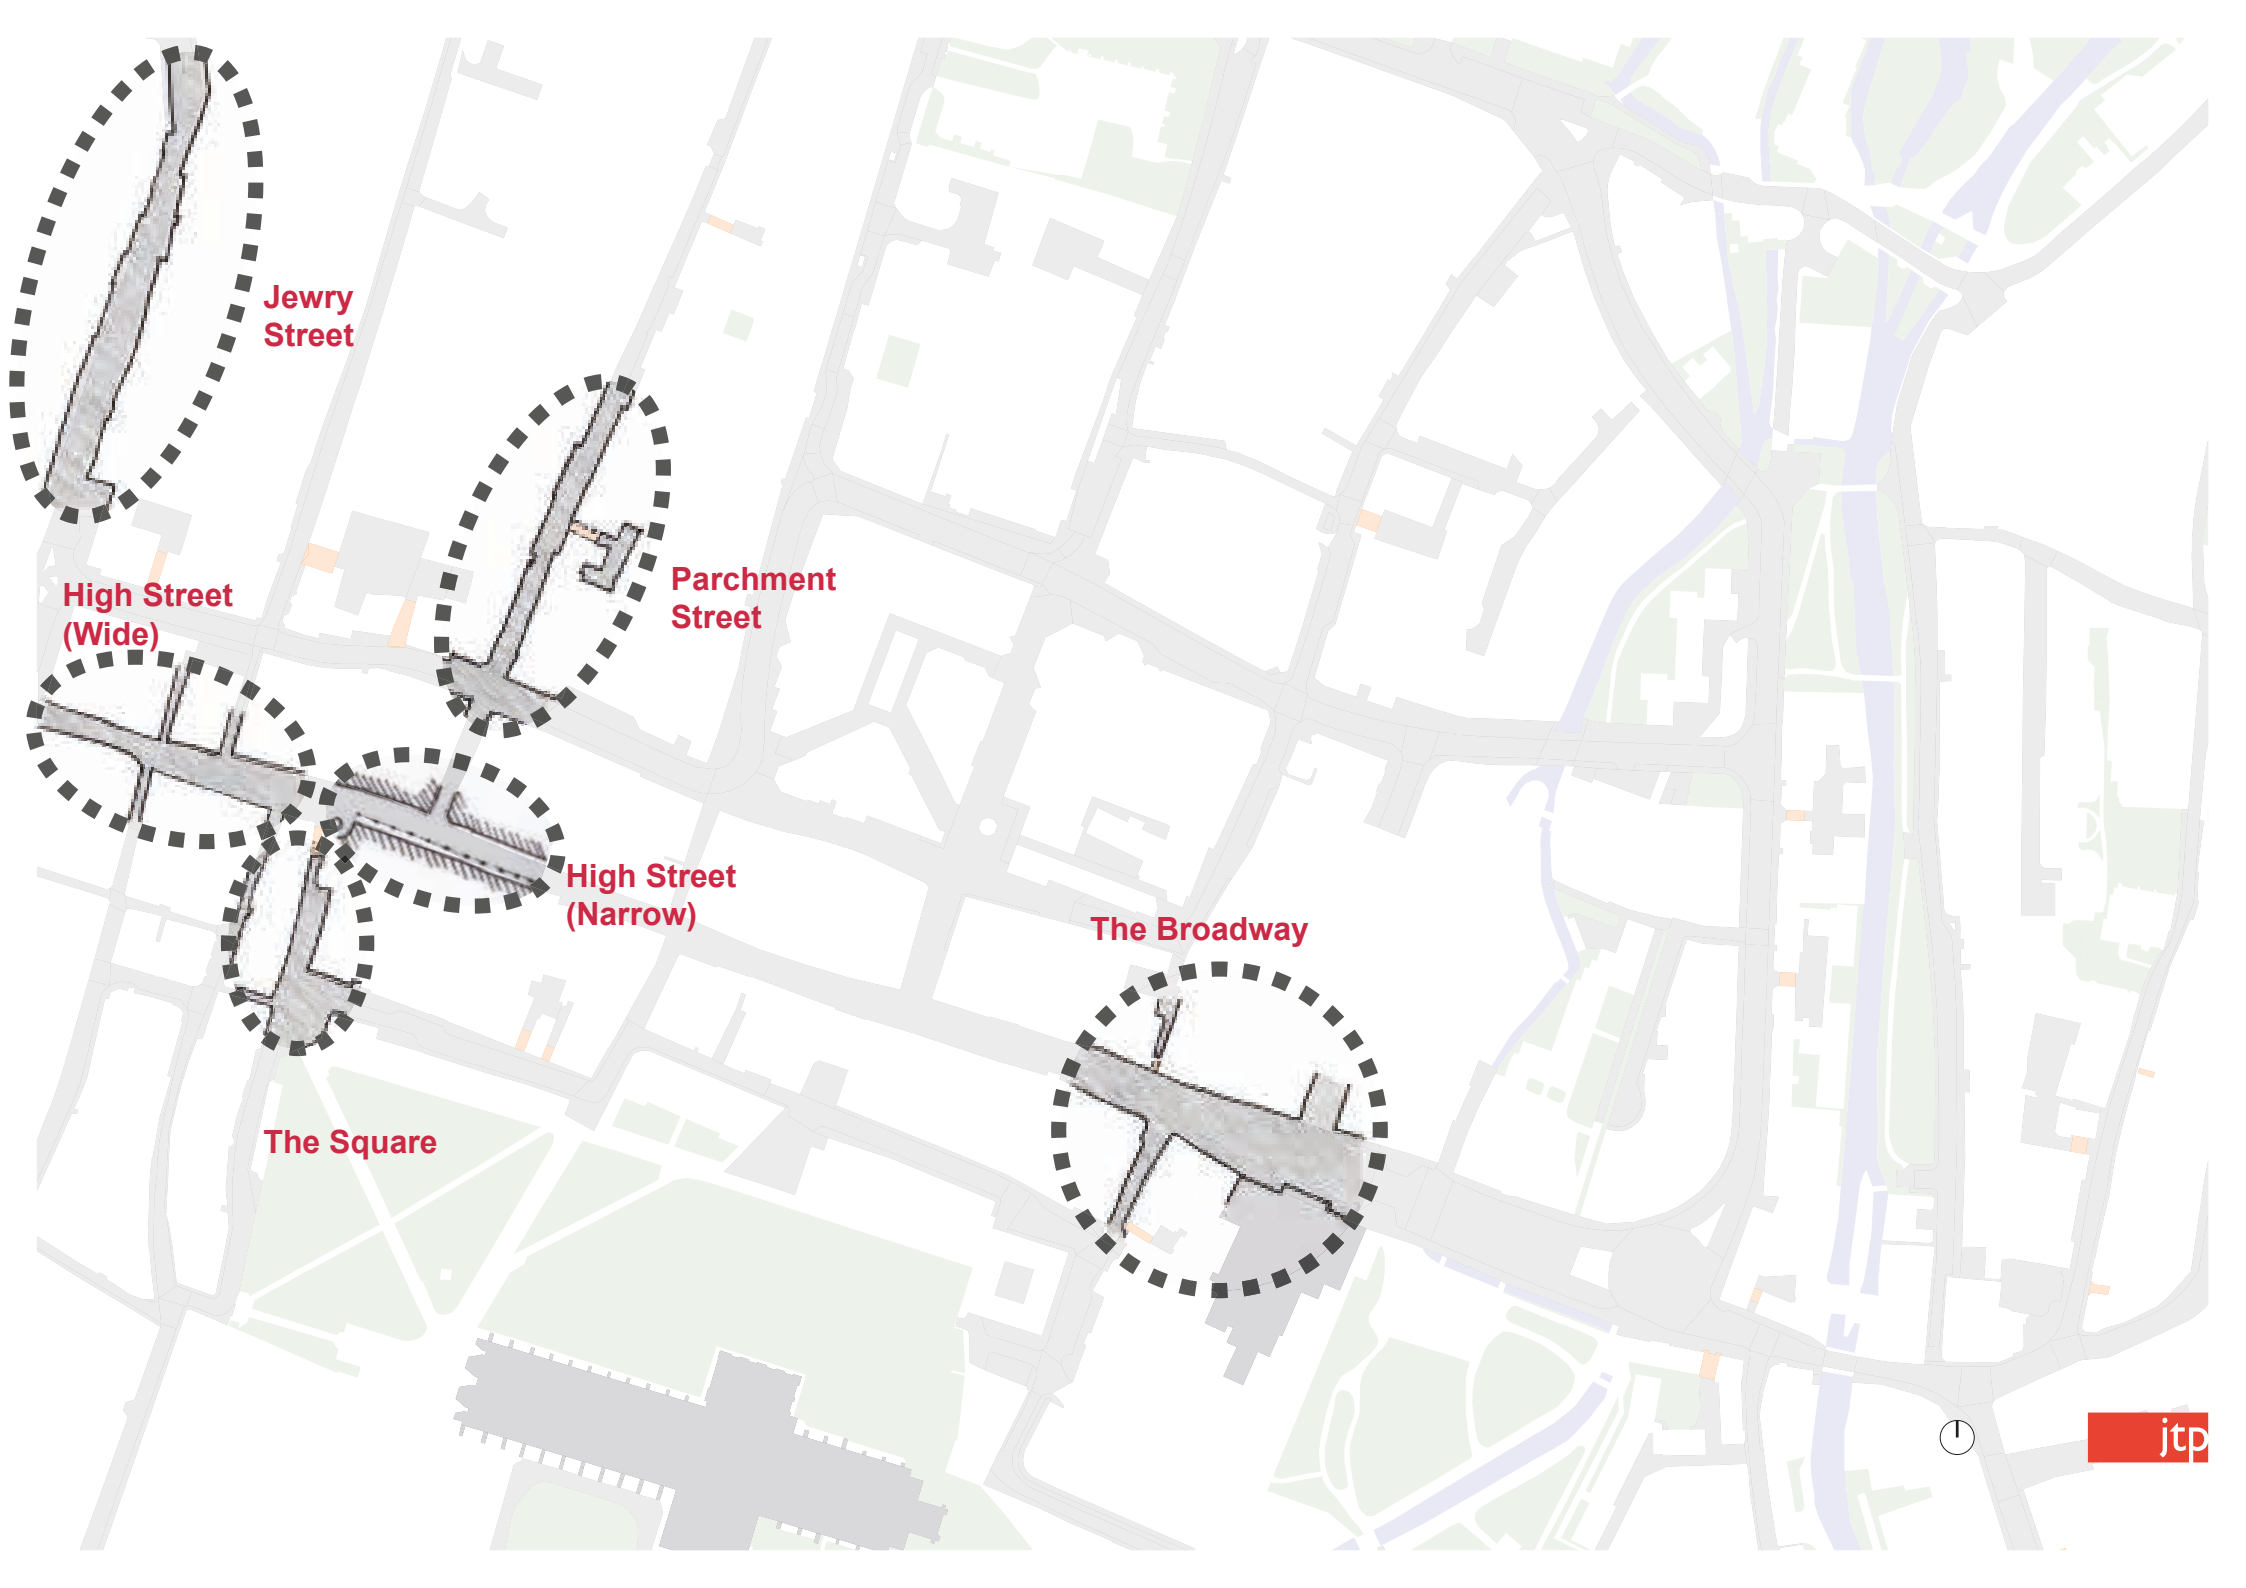 Jewry
Street
High Street
(Wide)
Parchment
Street
High Street
(Narrow)
The Broadway
The Square
jtp